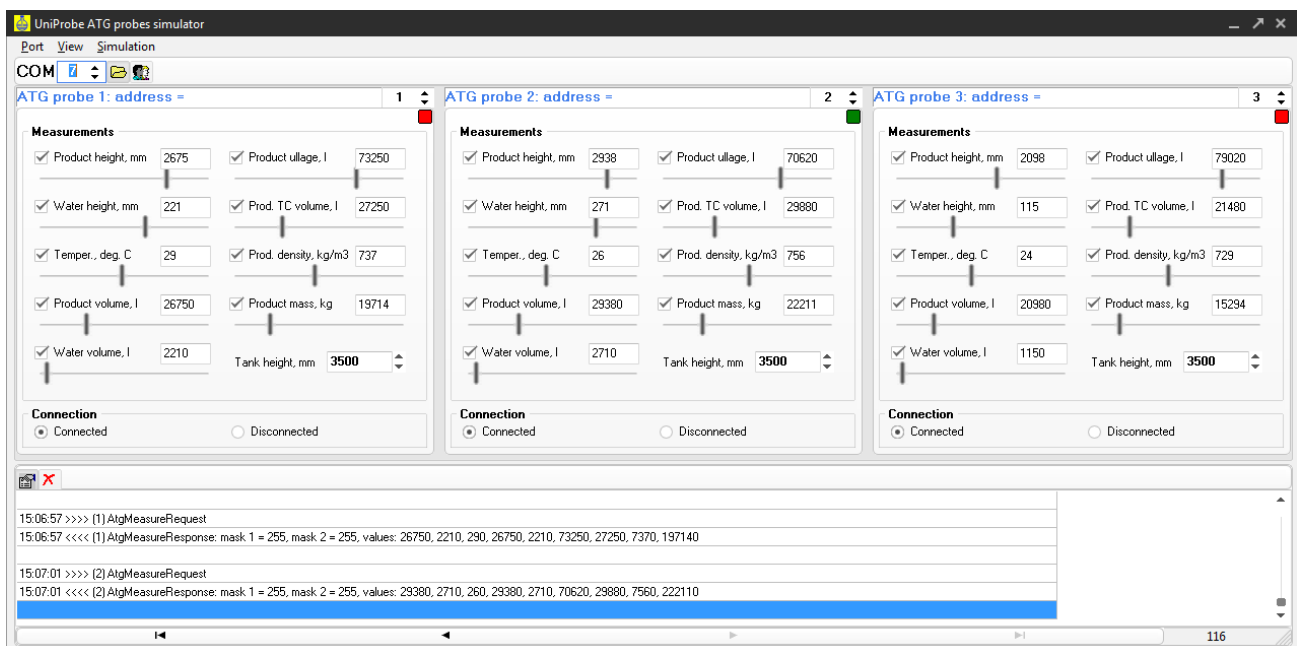 UniProbe ATG probes simulator
Port View Simulation
COM 7
ATG probe 1: address = 1
Measurements
Product height, mm 2675 Product ullage, l 73250
Water height, mm 221 Prod. TC volume, l 27250
Temper., deg. C 29 Prod. density, kg/m3 737
Product volume, l 26750 Product mass, kg 19714
Water volume, l 2210 Tank height, mm 3500
Connection
Connected Disconnected
ATG probe 2: address = 2
Measurements
Product height, mm 2938 Product ullage, l 70620
Water height, mm 271 Prod. TC volume, l 29880
Temper., deg. C 26 Prod. density, kg/m3 756
Product volume, l 29380 Product mass, kg 22211
Water volume, l 2710 Tank height, mm 3500
Connection
Connected Disconnected
ATG probe 3: address = 3
Measurements
Product height, mm 2098 Product ullage, l 79020
Water height, mm 115 Prod. TC volume, l 21480
Temper., deg. C 24 Prod. density, kg/m3 729
Product volume, l 20980 Product mass, kg 15294
Water volume, l 1150 Tank height, mm 3500
Connection
Connected Disconnected
15:06:57 >>>> (1) AtgMeasureRequest
15:06:57 <<<< (1) AtgMeasureResponse: mask 1 = 255, mask 2 = 255, values: 26750, 2210, 290, 26750, 2210, 73250, 27250, 7370, 197140
15:07:01 >>>> (2) AtgMeasureRequest
15:07:01 <<<< (2) AtgMeasureResponse: mask 1 = 255, mask 2 = 255, values: 29380, 2710, 260, 29380, 2710, 70620, 29880, 7560, 222110
116